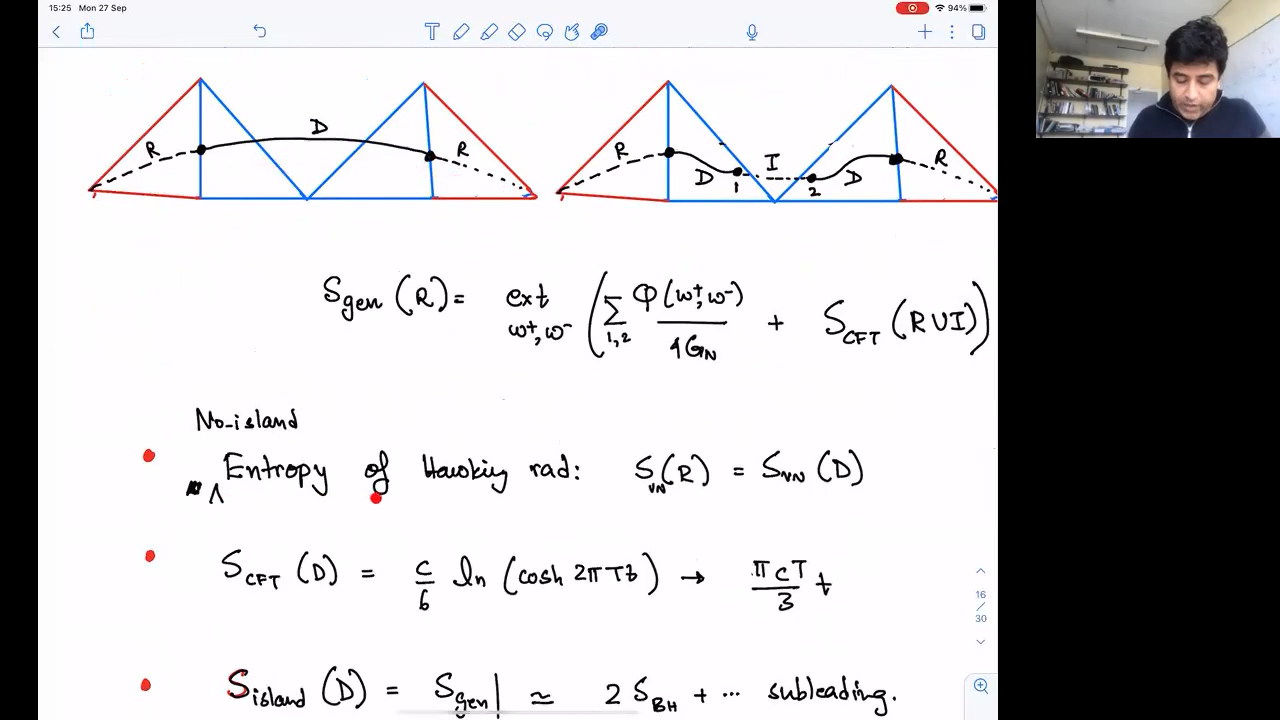 15:25 Mon 27 Sep
94%
D
R
R
R
D
1
I
2
D
R
S_gen (R) = ext_{w⁺,w⁻} ( Σ_{1,2} Φ(w⁺,w⁻) / 4G_N + S_CFT (R∪I) )
No-island
Entropy of Hawking rad: S_VN(R) = S_VN (D)
S_CFT (D) = c/6 ln (cosh 2πTt) → πcT/3 t
S_island (D) = S_gen| ≃ 2 S_BH + ... subleading.
16
/
30